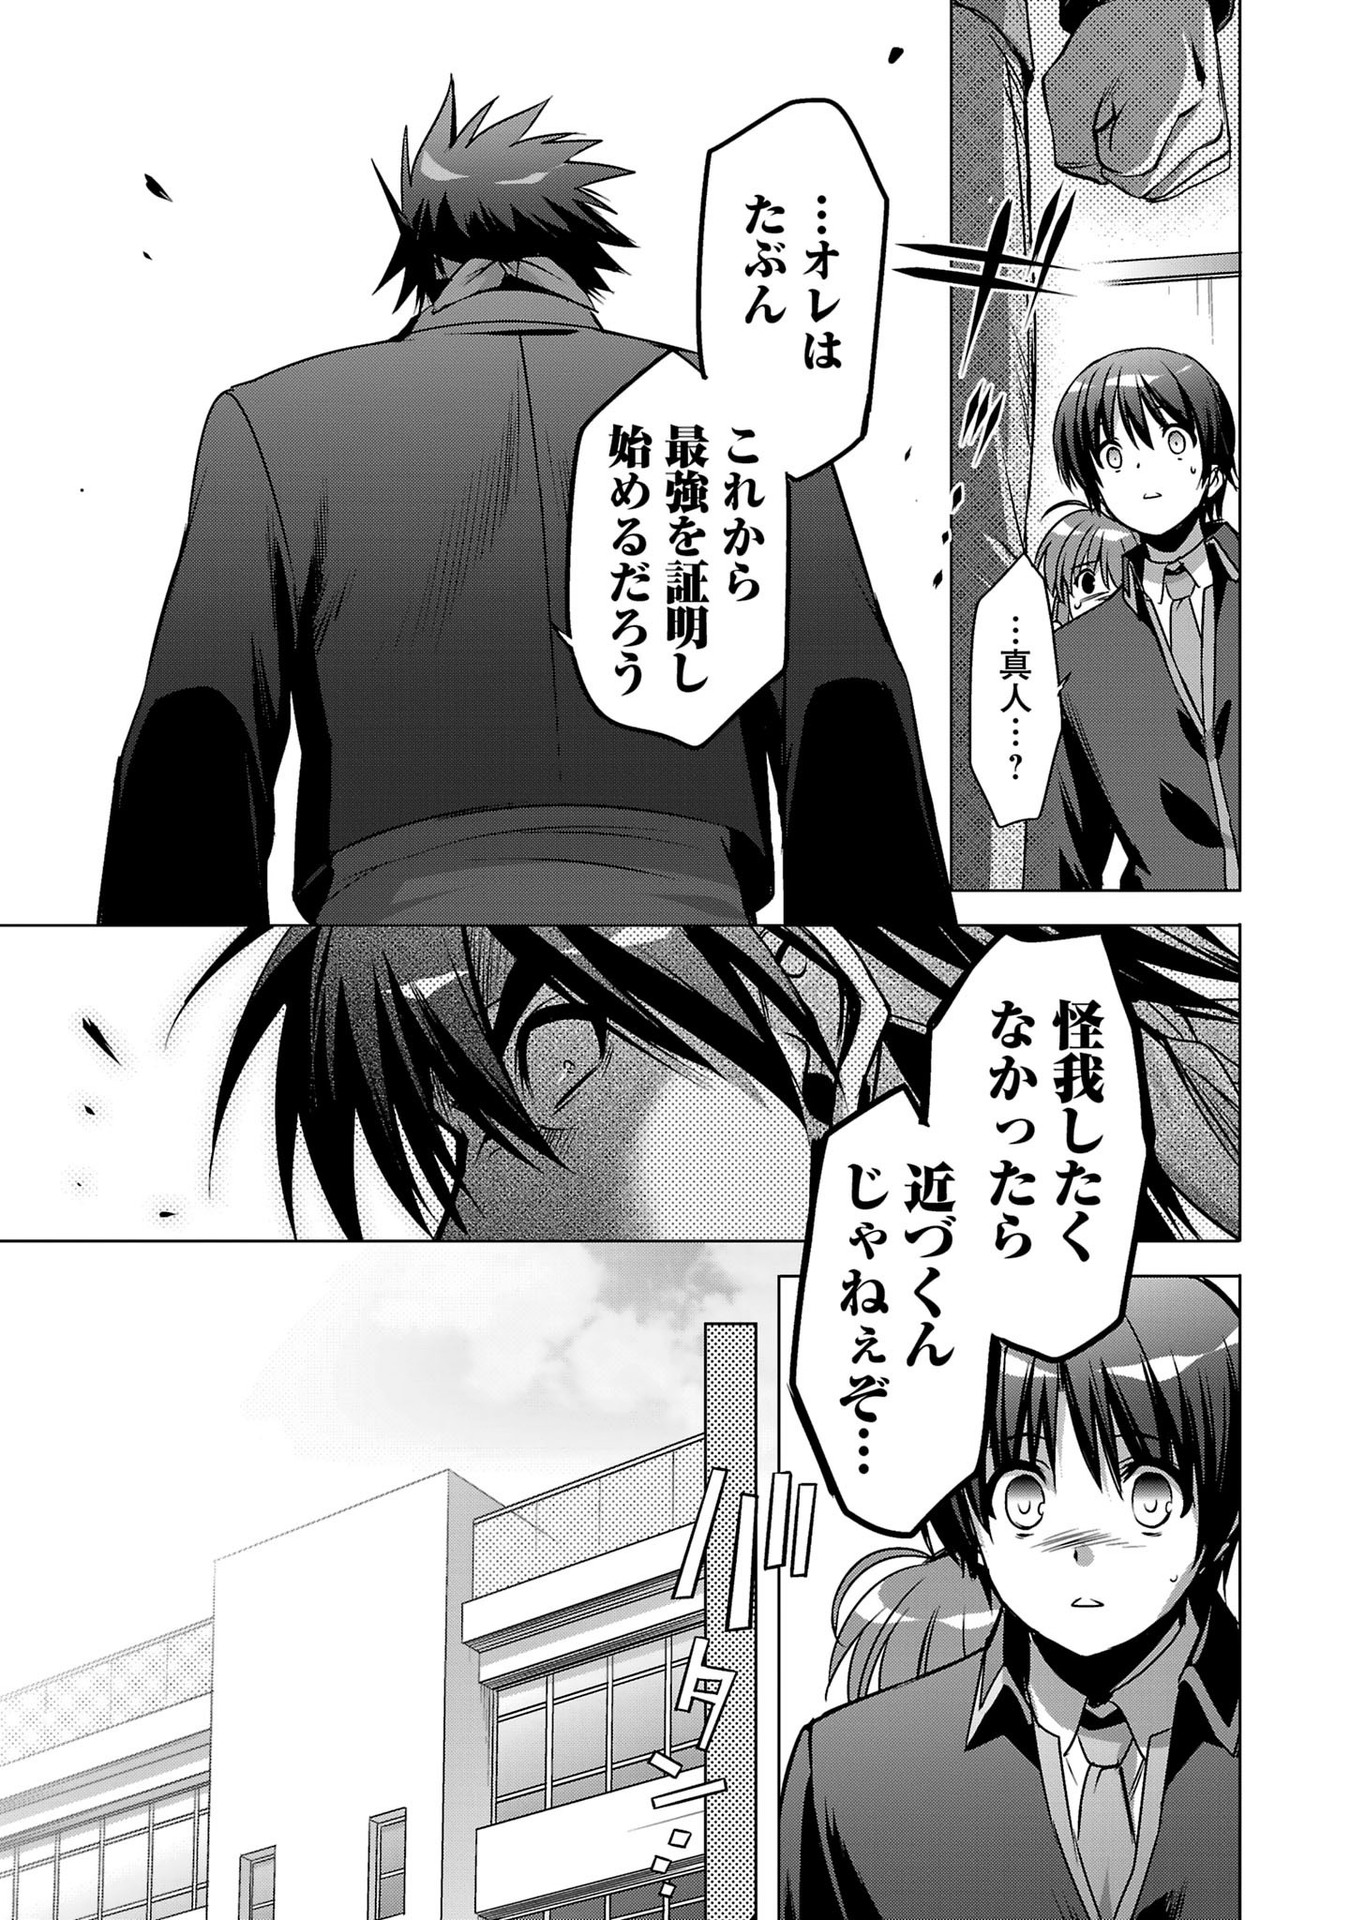 …真人…?
…オレは
たぶん
これから
最強を証明し
始めるだろう
怪我したく
なかったら
近づくん
じゃねぇぞ…